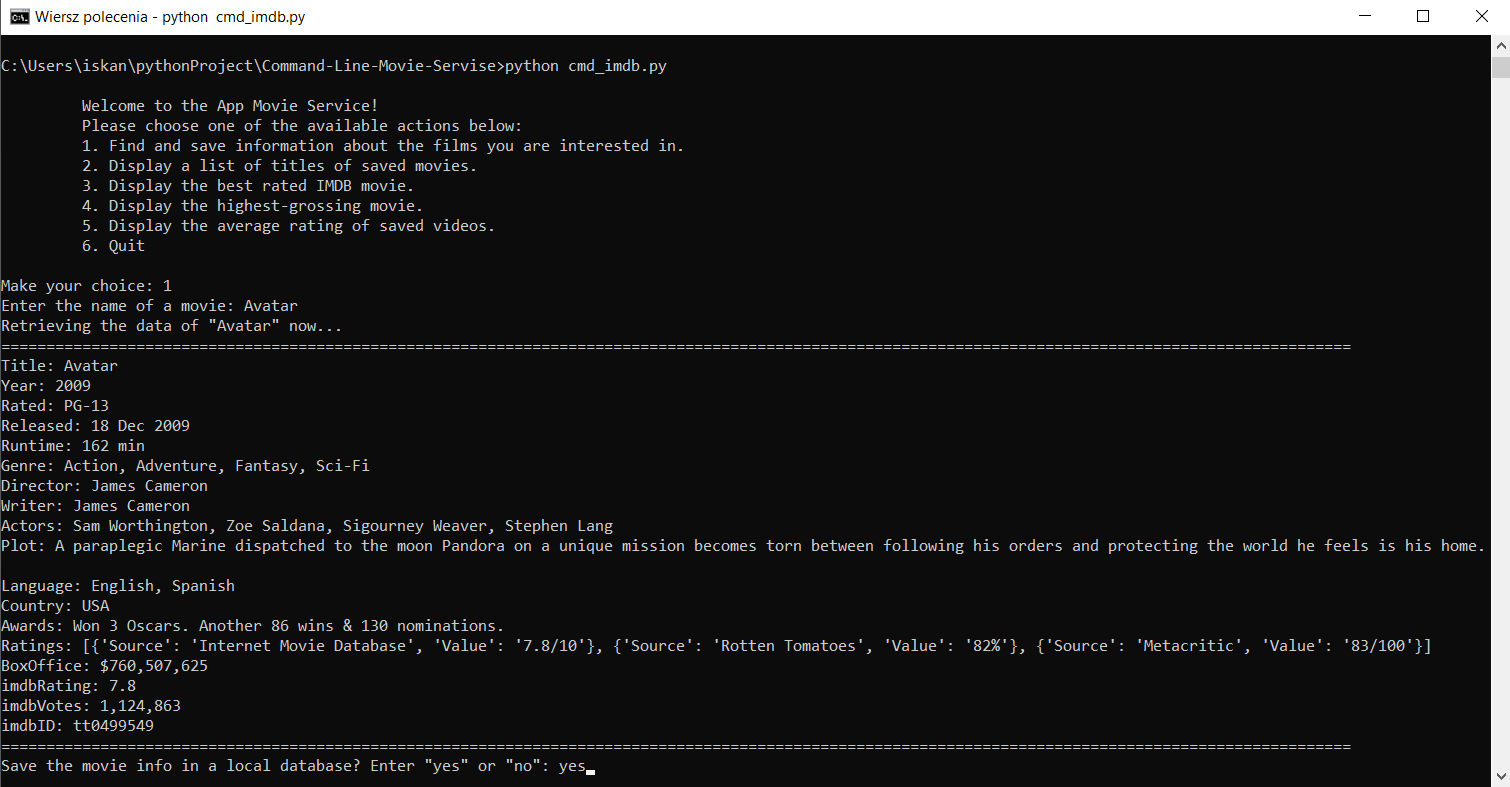 Wiersz polecenia - python  cmd_imdb.py
C:\Users\iskan\pythonProject\Command-Line-Movie-Servise>python cmd_imdb.py
Welcome to the App Movie Service!
Please choose one of the available actions below:
1. Find and save information about the films you are interested in.
2. Display a list of titles of saved movies.
3. Display the best rated IMDB movie.
4. Display the highest-grossing movie.
5. Display the average rating of saved videos.
6. Quit
Make your choice: 1
Enter the name of a movie: Avatar
Retrieving the data of "Avatar" now...
======================================================================================================================================================
Title: Avatar
Year: 2009
Rated: PG-13
Released: 18 Dec 2009
Runtime: 162 min
Genre: Action, Adventure, Fantasy, Sci-Fi
Director: James Cameron
Writer: James Cameron
Actors: Sam Worthington, Zoe Saldana, Sigourney Weaver, Stephen Lang
Plot: A paraplegic Marine dispatched to the moon Pandora on a unique mission becomes torn between following his orders and protecting the world he feels is his home.
Language: English, Spanish
Country: USA
Awards: Won 3 Oscars. Another 86 wins & 130 nominations.
Ratings: [{'Source': 'Internet Movie Database', 'Value': '7.8/10'}, {'Source': 'Rotten Tomatoes', 'Value': '82%'}, {'Source': 'Metacritic', 'Value': '83/100'}]
BoxOffice: $760,507,625
imdbRating: 7.8
imdbVotes: 1,124,863
imdbID: tt0499549
======================================================================================================================================================
Save the movie info in a local database? Enter "yes" or "no": yes